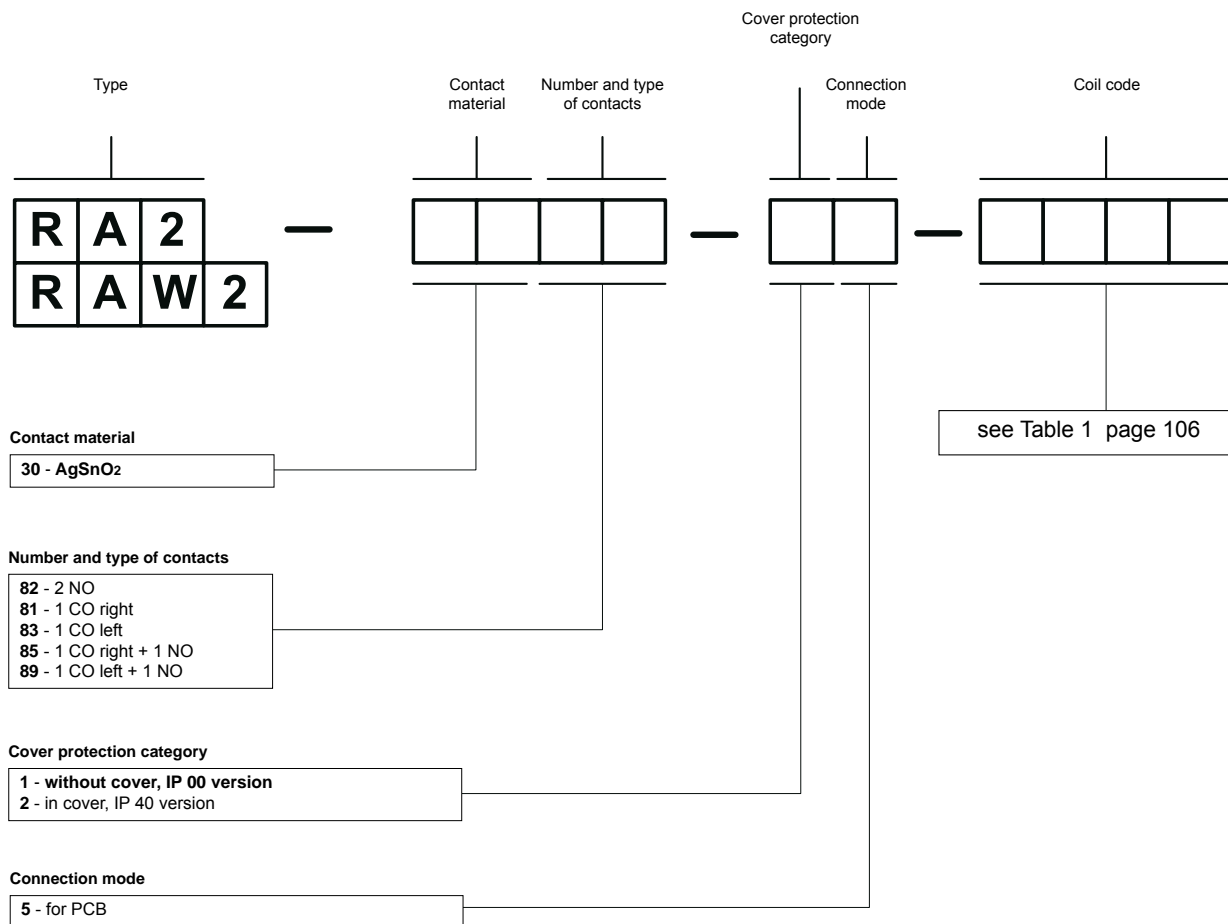 Cover protection
category
Type
Contact
material
Number and type
of contacts
Connection
mode
Coil code
R A 2
R A W 2
see Table 1 page 106
Contact material
30 - AgSnO2
Number and type of contacts
82 - 2 NO
81 - 1 CO right
83 - 1 CO left
85 - 1 CO right + 1 NO
89 - 1 CO left + 1 NO
Cover protection category
1 - without cover, IP 00 version
2 - in cover, IP 40 version
Connection mode
5 - for PCB